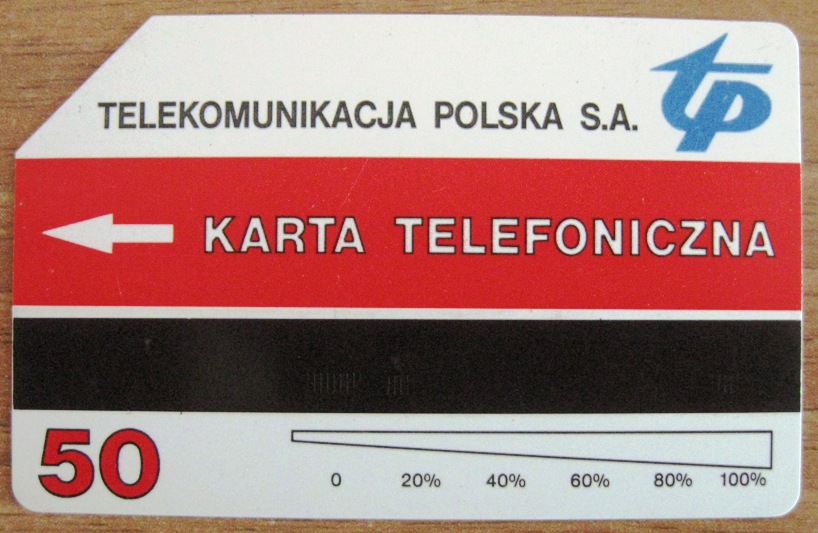 TELEKOMUNIKACJA POLSKA S.A.
tp
KARTA TELEFONICZNA
50
0 20% 40% 60% 80% 100%